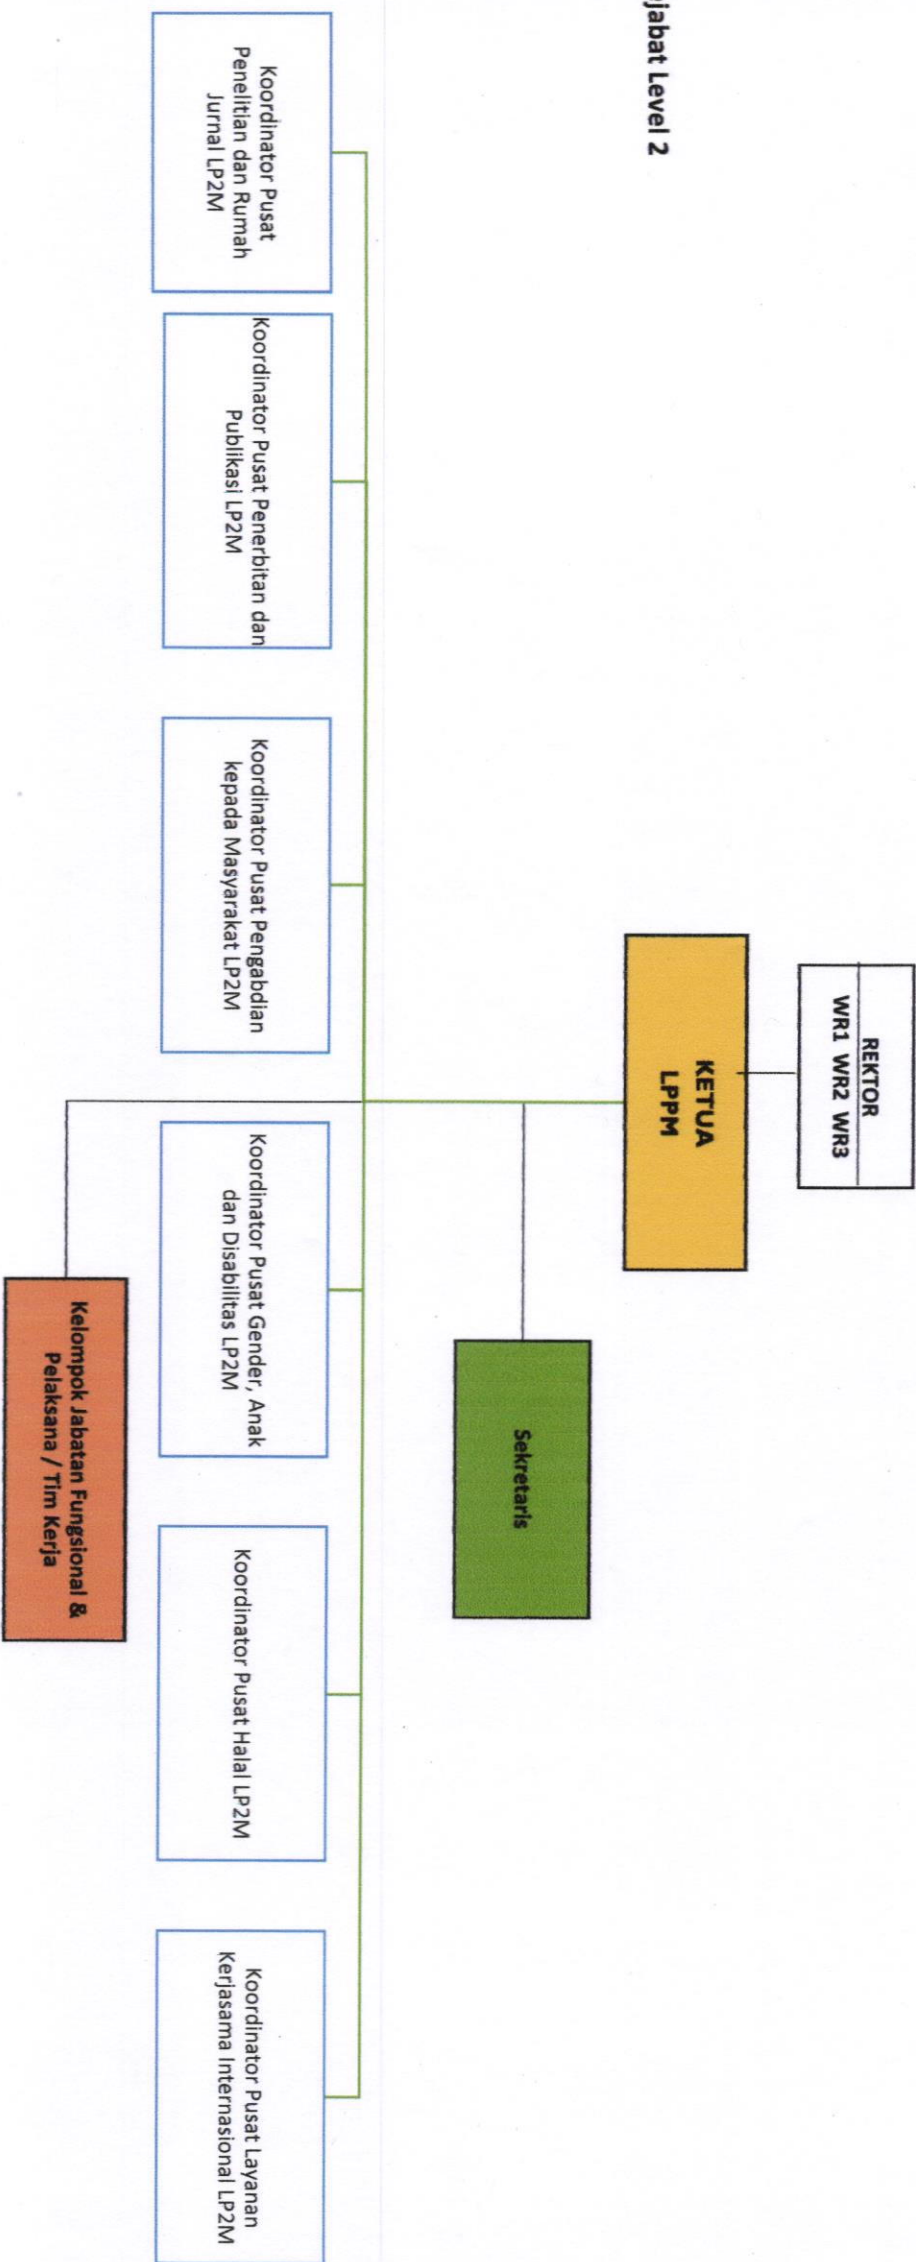 jabat Level 2
REKTOR
WR1 WR2 WR3
KETUA
LPPM
Sekretaris
Koordinator Pusat
Penelitian dan Rumah
Jurnal LP2M
Koordinator Pusat Penerbitan dan
Publikasi LP2M
Koordinator Pusat Pengabdian
kepada Masyarakat LP2M
Koordinator Pusat Gender, Anak
dan Disabilitas LP2M
Koordinator Pusat Halal LP2M
Koordinator Pusat Layanan
Kerjasama Internasional LP2M
Kelompok Jabatan Fungsional &
Pelaksana / Tim Kerja